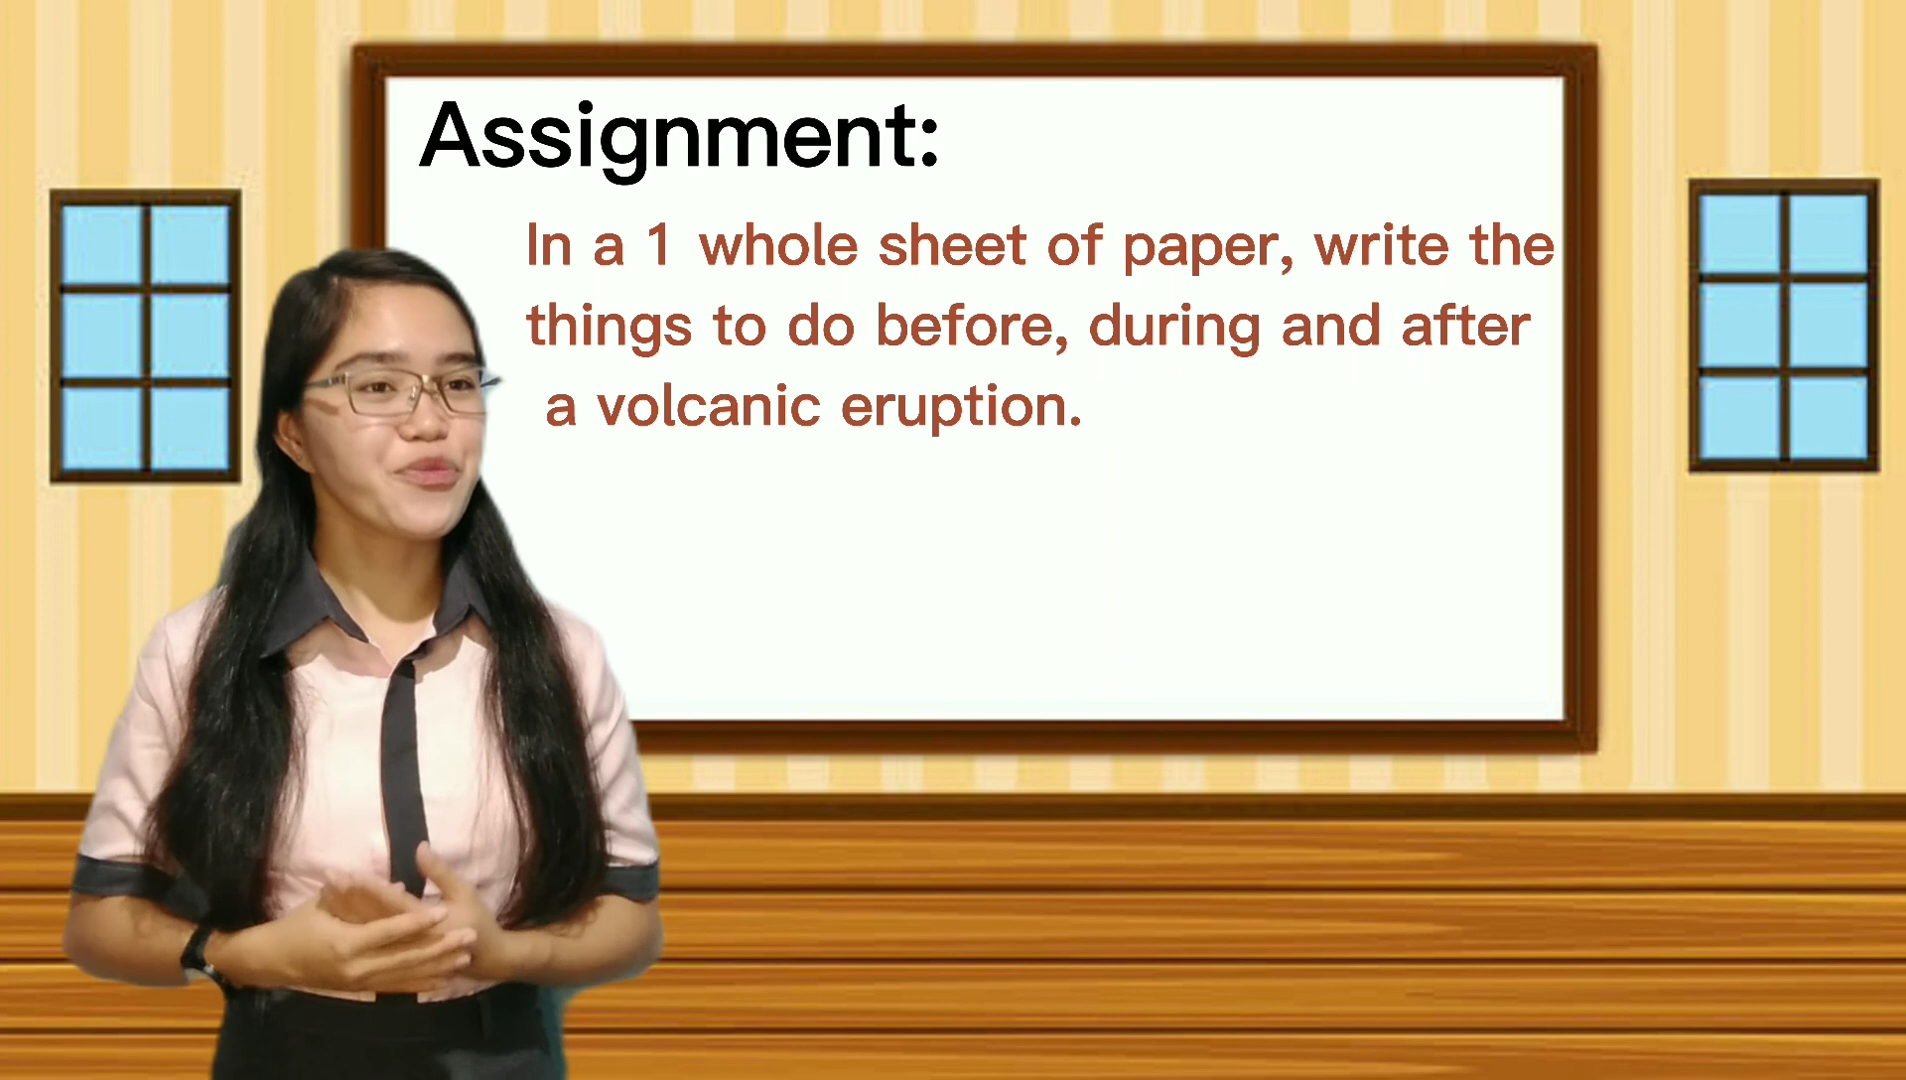 Assignment:
In a 1 whole sheet of paper, write the
things to do before, during and after
a volcanic eruption.